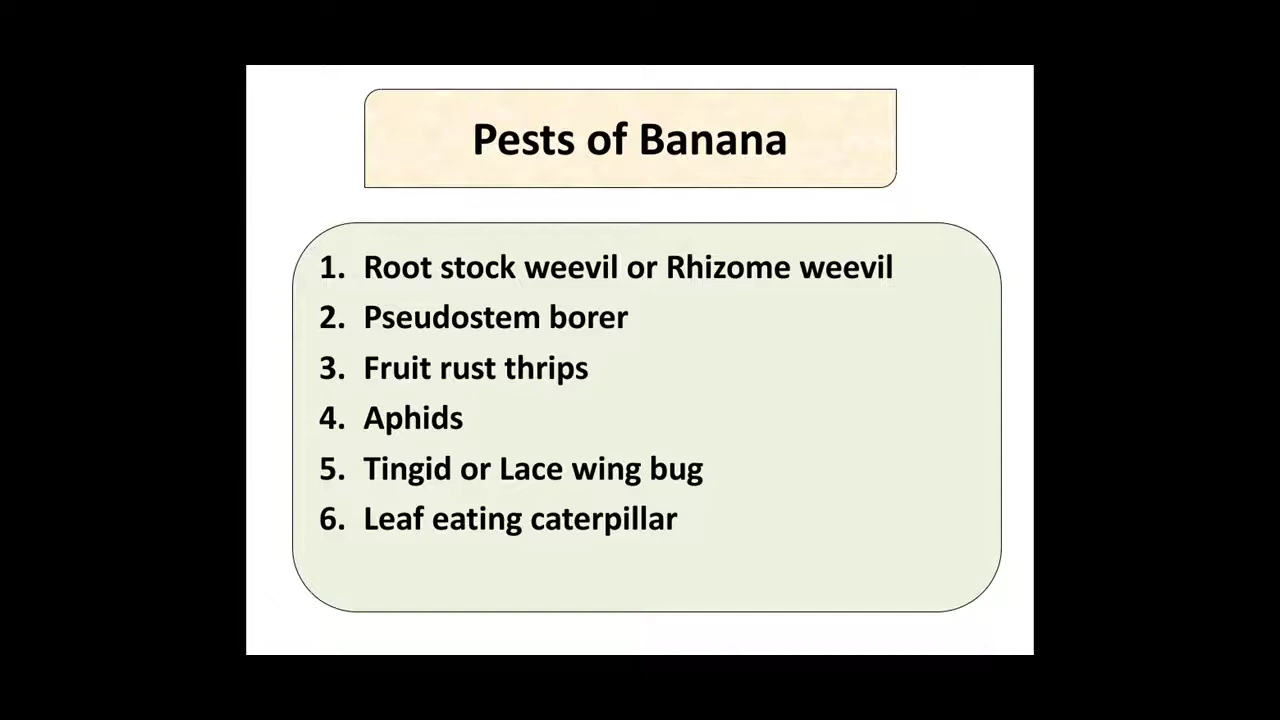 Pests of Banana
1. Root stock weevil or Rhizome weevil
2. Pseudostem borer
3. Fruit rust thrips
4. Aphids
5. Tingid or Lace wing bug
6. Leaf eating caterpillar